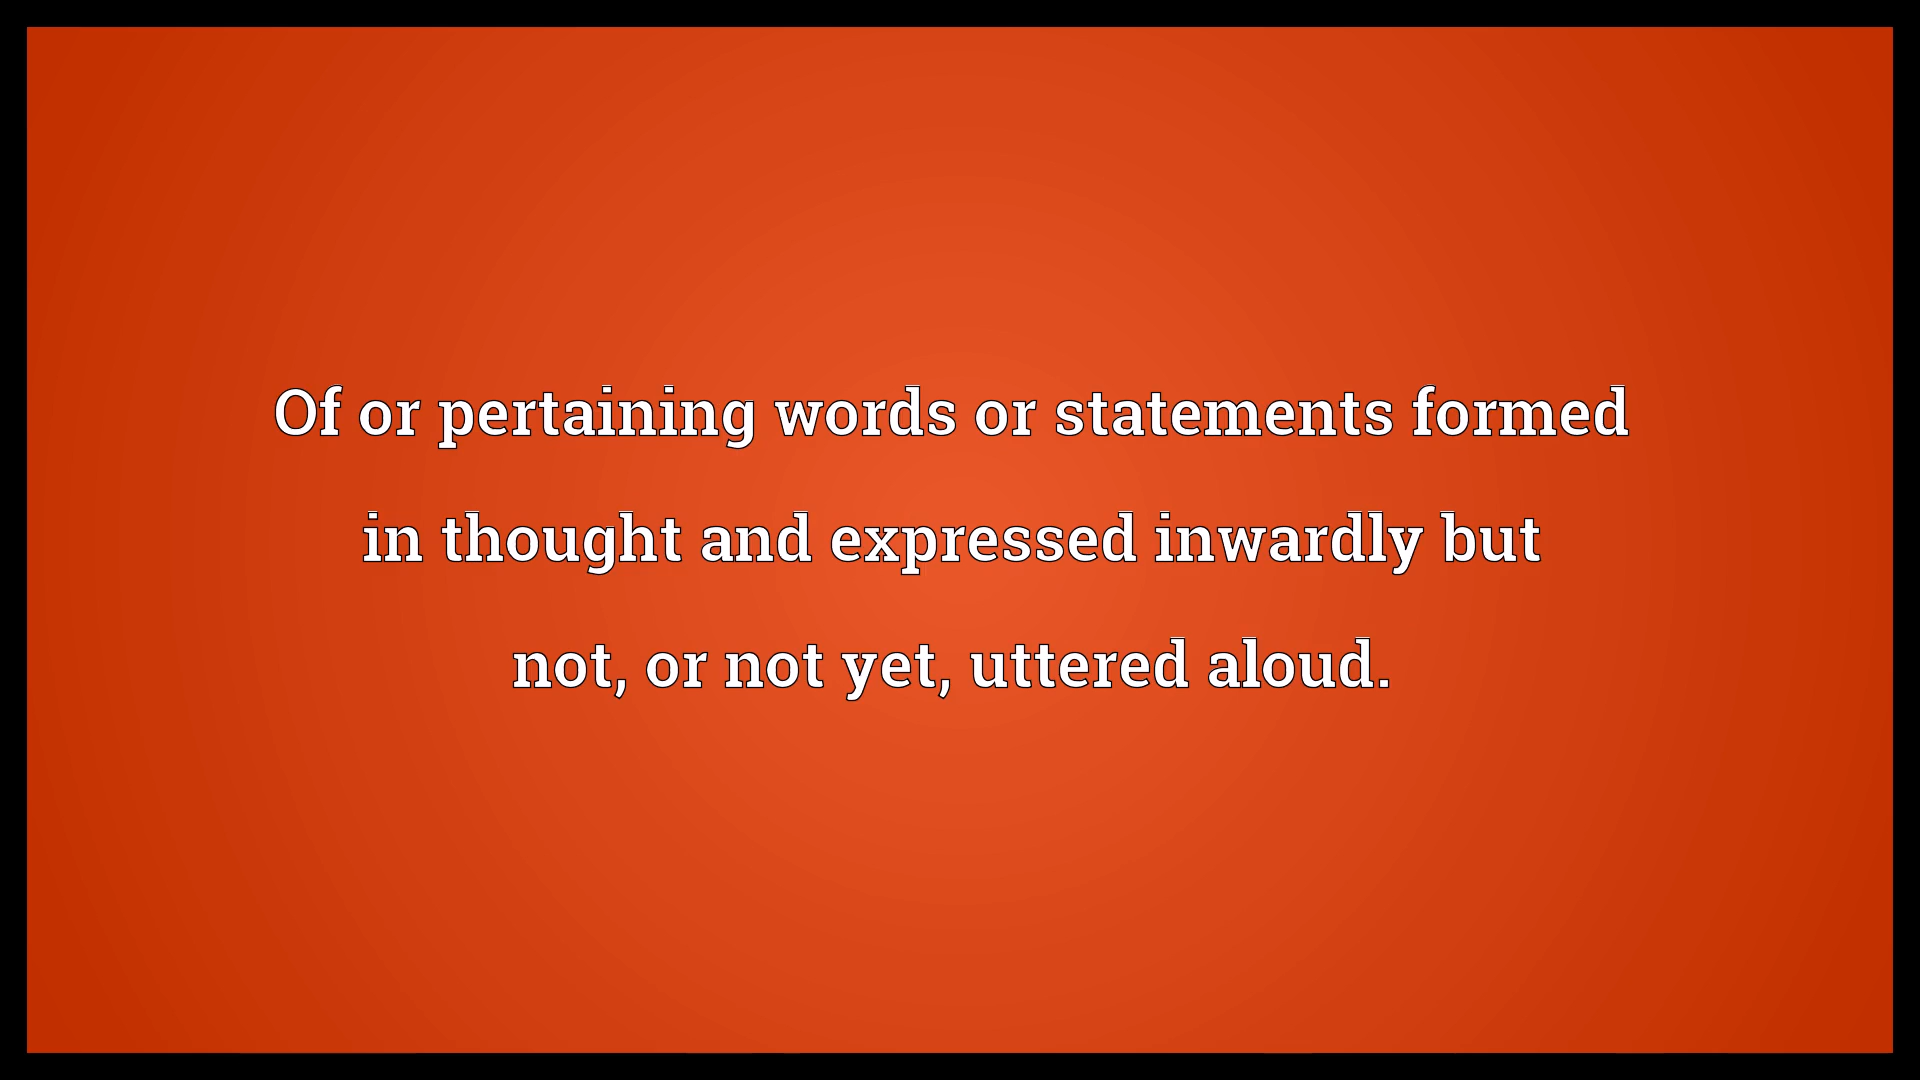 Of or pertaining words or statements formed
in thought and expressed inwardly but
not, or not yet, uttered aloud.